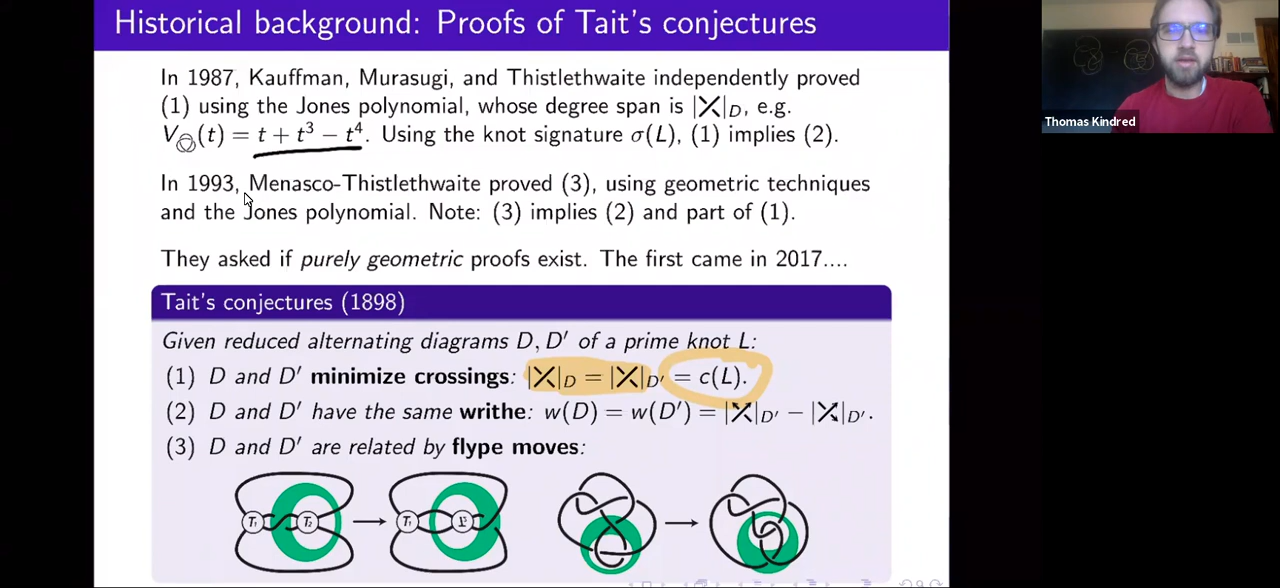 Historical background: Proofs of Tait's conjectures
In 1987, Kauffman, Murasugi, and Thistlethwaite independently proved
(1) using the Jones polynomial, whose degree span is |⤫|_D, e.g.
V(t) = t + t³ − t⁴. Using the knot signature σ(L), (1) implies (2).
In 1993, Menasco-Thistlethwaite proved (3), using geometric techniques
and the Jones polynomial. Note: (3) implies (2) and part of (1).
They asked if purely geometric proofs exist. The first came in 2017....
Tait's conjectures (1898)
Given reduced alternating diagrams D, D′ of a prime knot L:
(1) D and D′ minimize crossings: |⤫|_D = |⤫|_D′ = c(L).
(2) D and D′ have the same writhe: w(D) = w(D′) = |⤫|_D′ − |⤫|_D′.
(3) D and D′ are related by flype moves:
T₁ T₂ T₁
Thomas Kindred